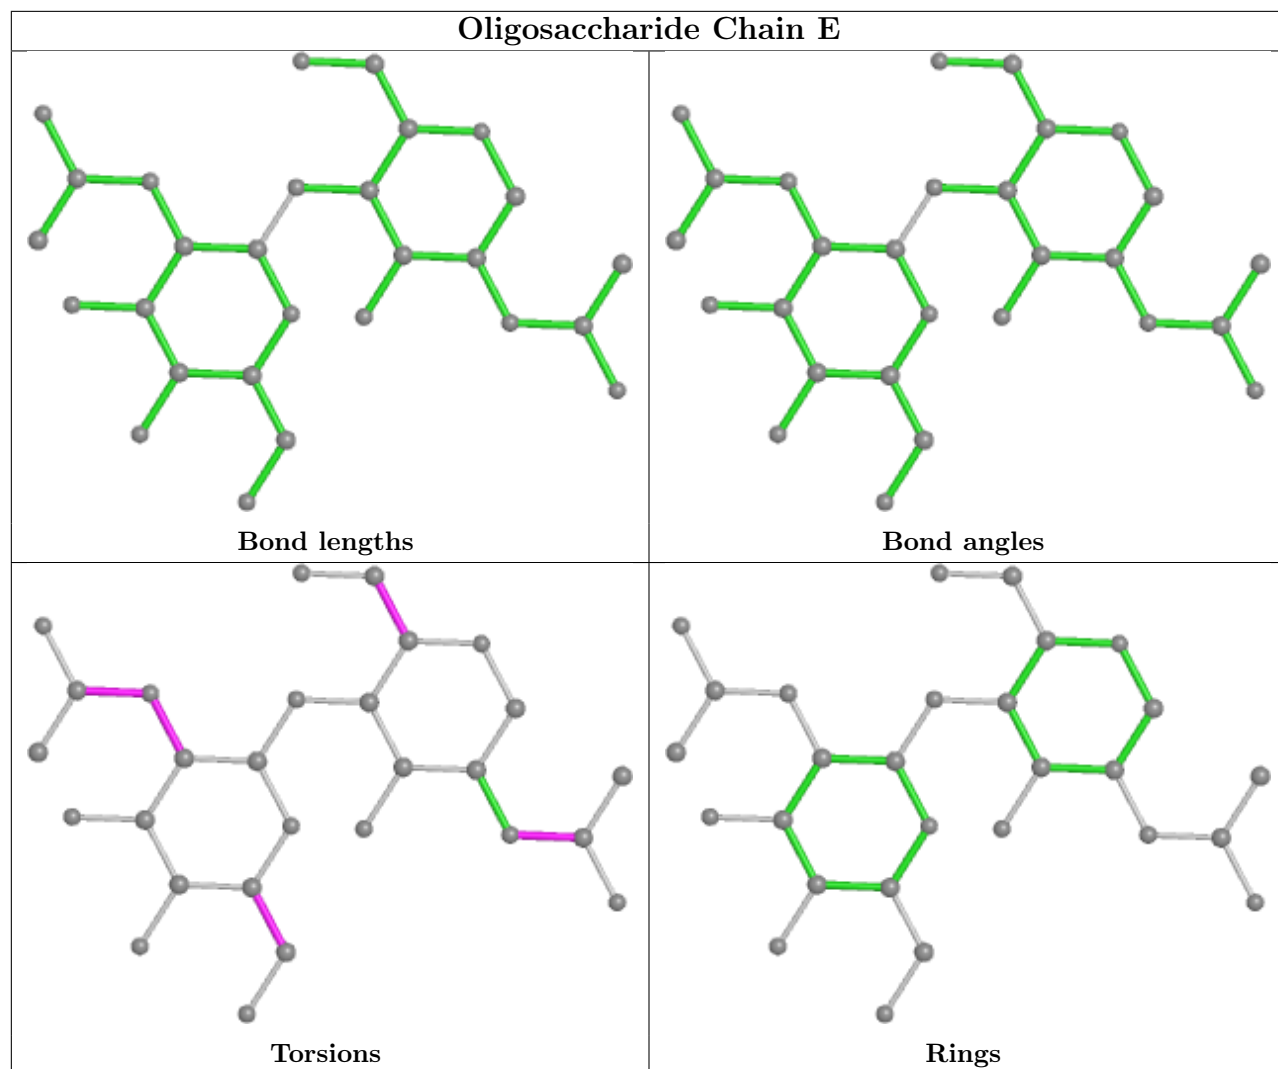 Oligosaccharide Chain E
Bond lengths
Bond angles
Torsions
Rings